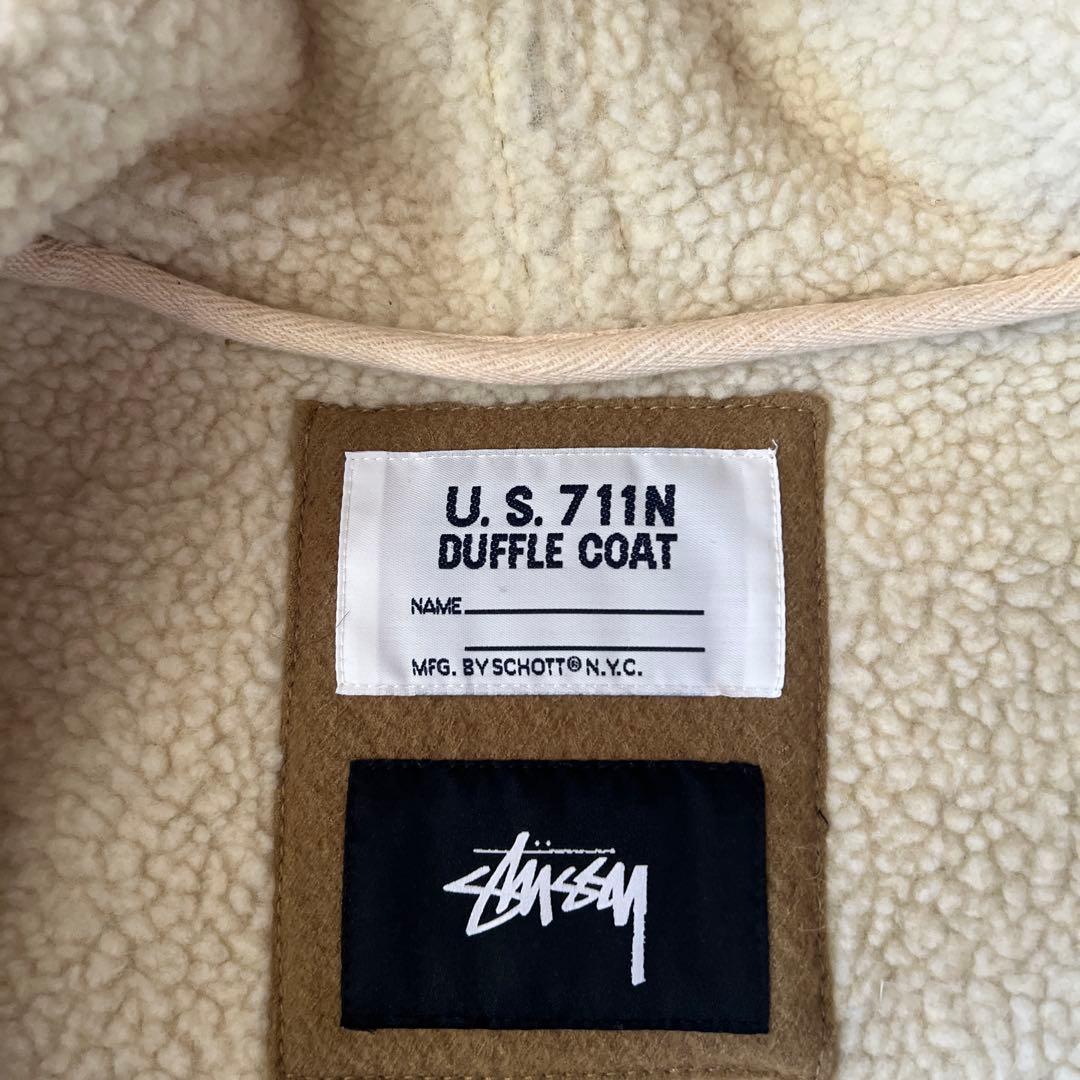 U. S. 711N
DUFFLE COAT
NAME
MFG. BY SCHOTT® N.Y.C.
Stüssy